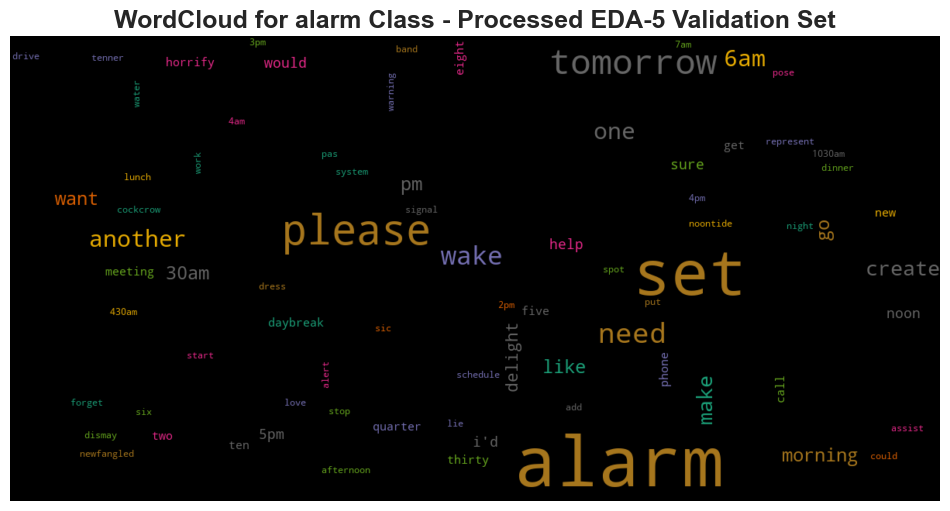 WordCloud for alarm Class - Processed EDA-5 Validation Set
drive
tenner
horrify
3pm
would
band
eight
tomorrow
7am
6am
pose
water
warning
4am
one
work
pas
system
get
represent
1030am
sure
dinner
lunch
want
pm
4pm
cockcrow
signal
new
another
please
wake
help
noontide
night
go
meeting
30am
spot
set
create
dress
430am
2pm
five
put
noon
daybreak
sic
need
start
alert
delight
like
phone
schedule
make
call
forget
six
love
stop
add
dismay
two
ten
5pm
quarter
lie
i'd
assist
newfangled
afternoon
thirty
alarm
morning
could